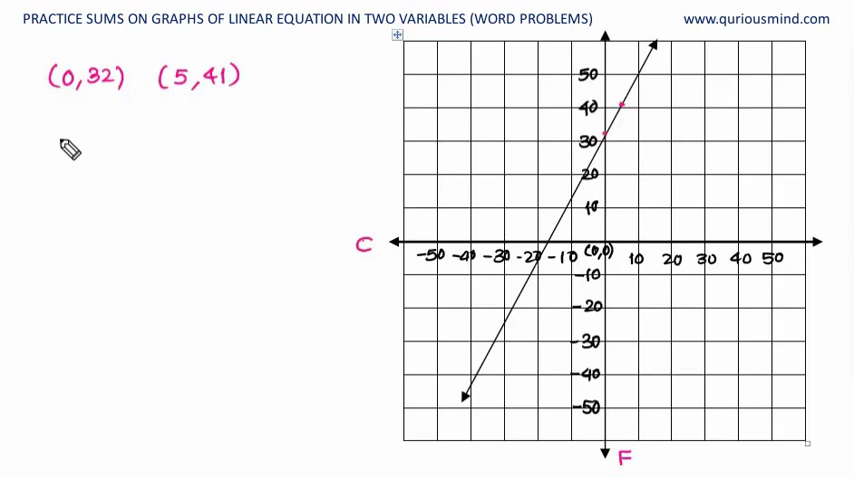 PRACTICE SUMS ON GRAPHS OF LINEAR EQUATION IN TWO VARIABLES (WORD PROBLEMS) www.quriousmind.com
(0,32) (5,41)
50
40
30
20
10
C
-50 -40 -30 -20 -10 (0,0) 10 20 30 40 50
-10
-20
-30
-40
-50
F